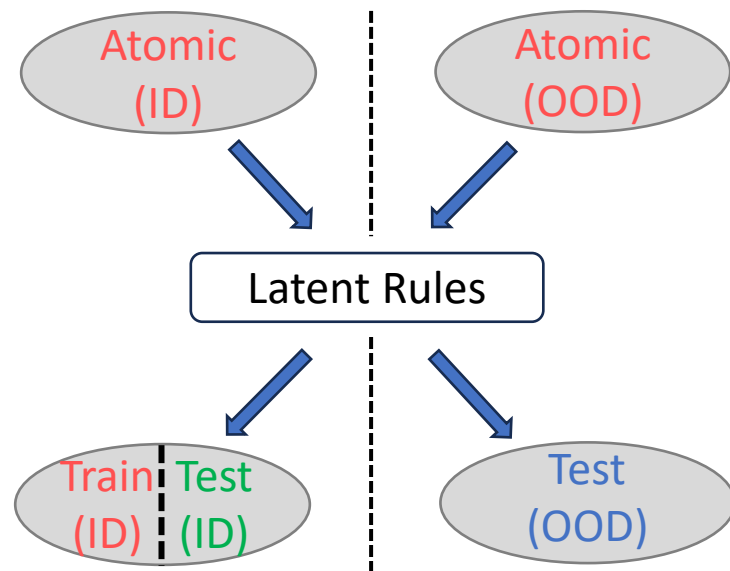 Atomic
(ID)
Atomic
(OOD)
Latent Rules
Train
(ID)
Test
(ID)
Test
(OOD)